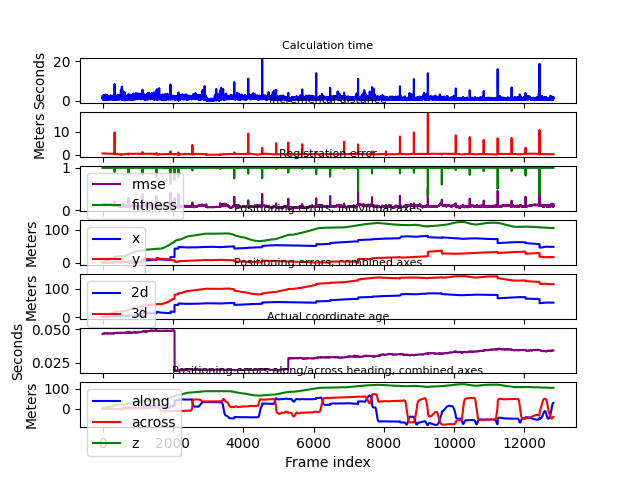 Calculation time
20
0
Seconds
Incremental distance
10
0
Meters
Registration error
1
0
rmse
fitness
Positioning errors, individual axes
100
0
Meters
x
y
Positioning errors, combined axes
100
0
Meters
2d
3d
Actual coordinate age
0.050
0.025
Seconds
Positioning errors along/across heading, combined axes
100
0
Meters
along
across
z
0 2000 4000 6000 8000 10000 12000
Frame index